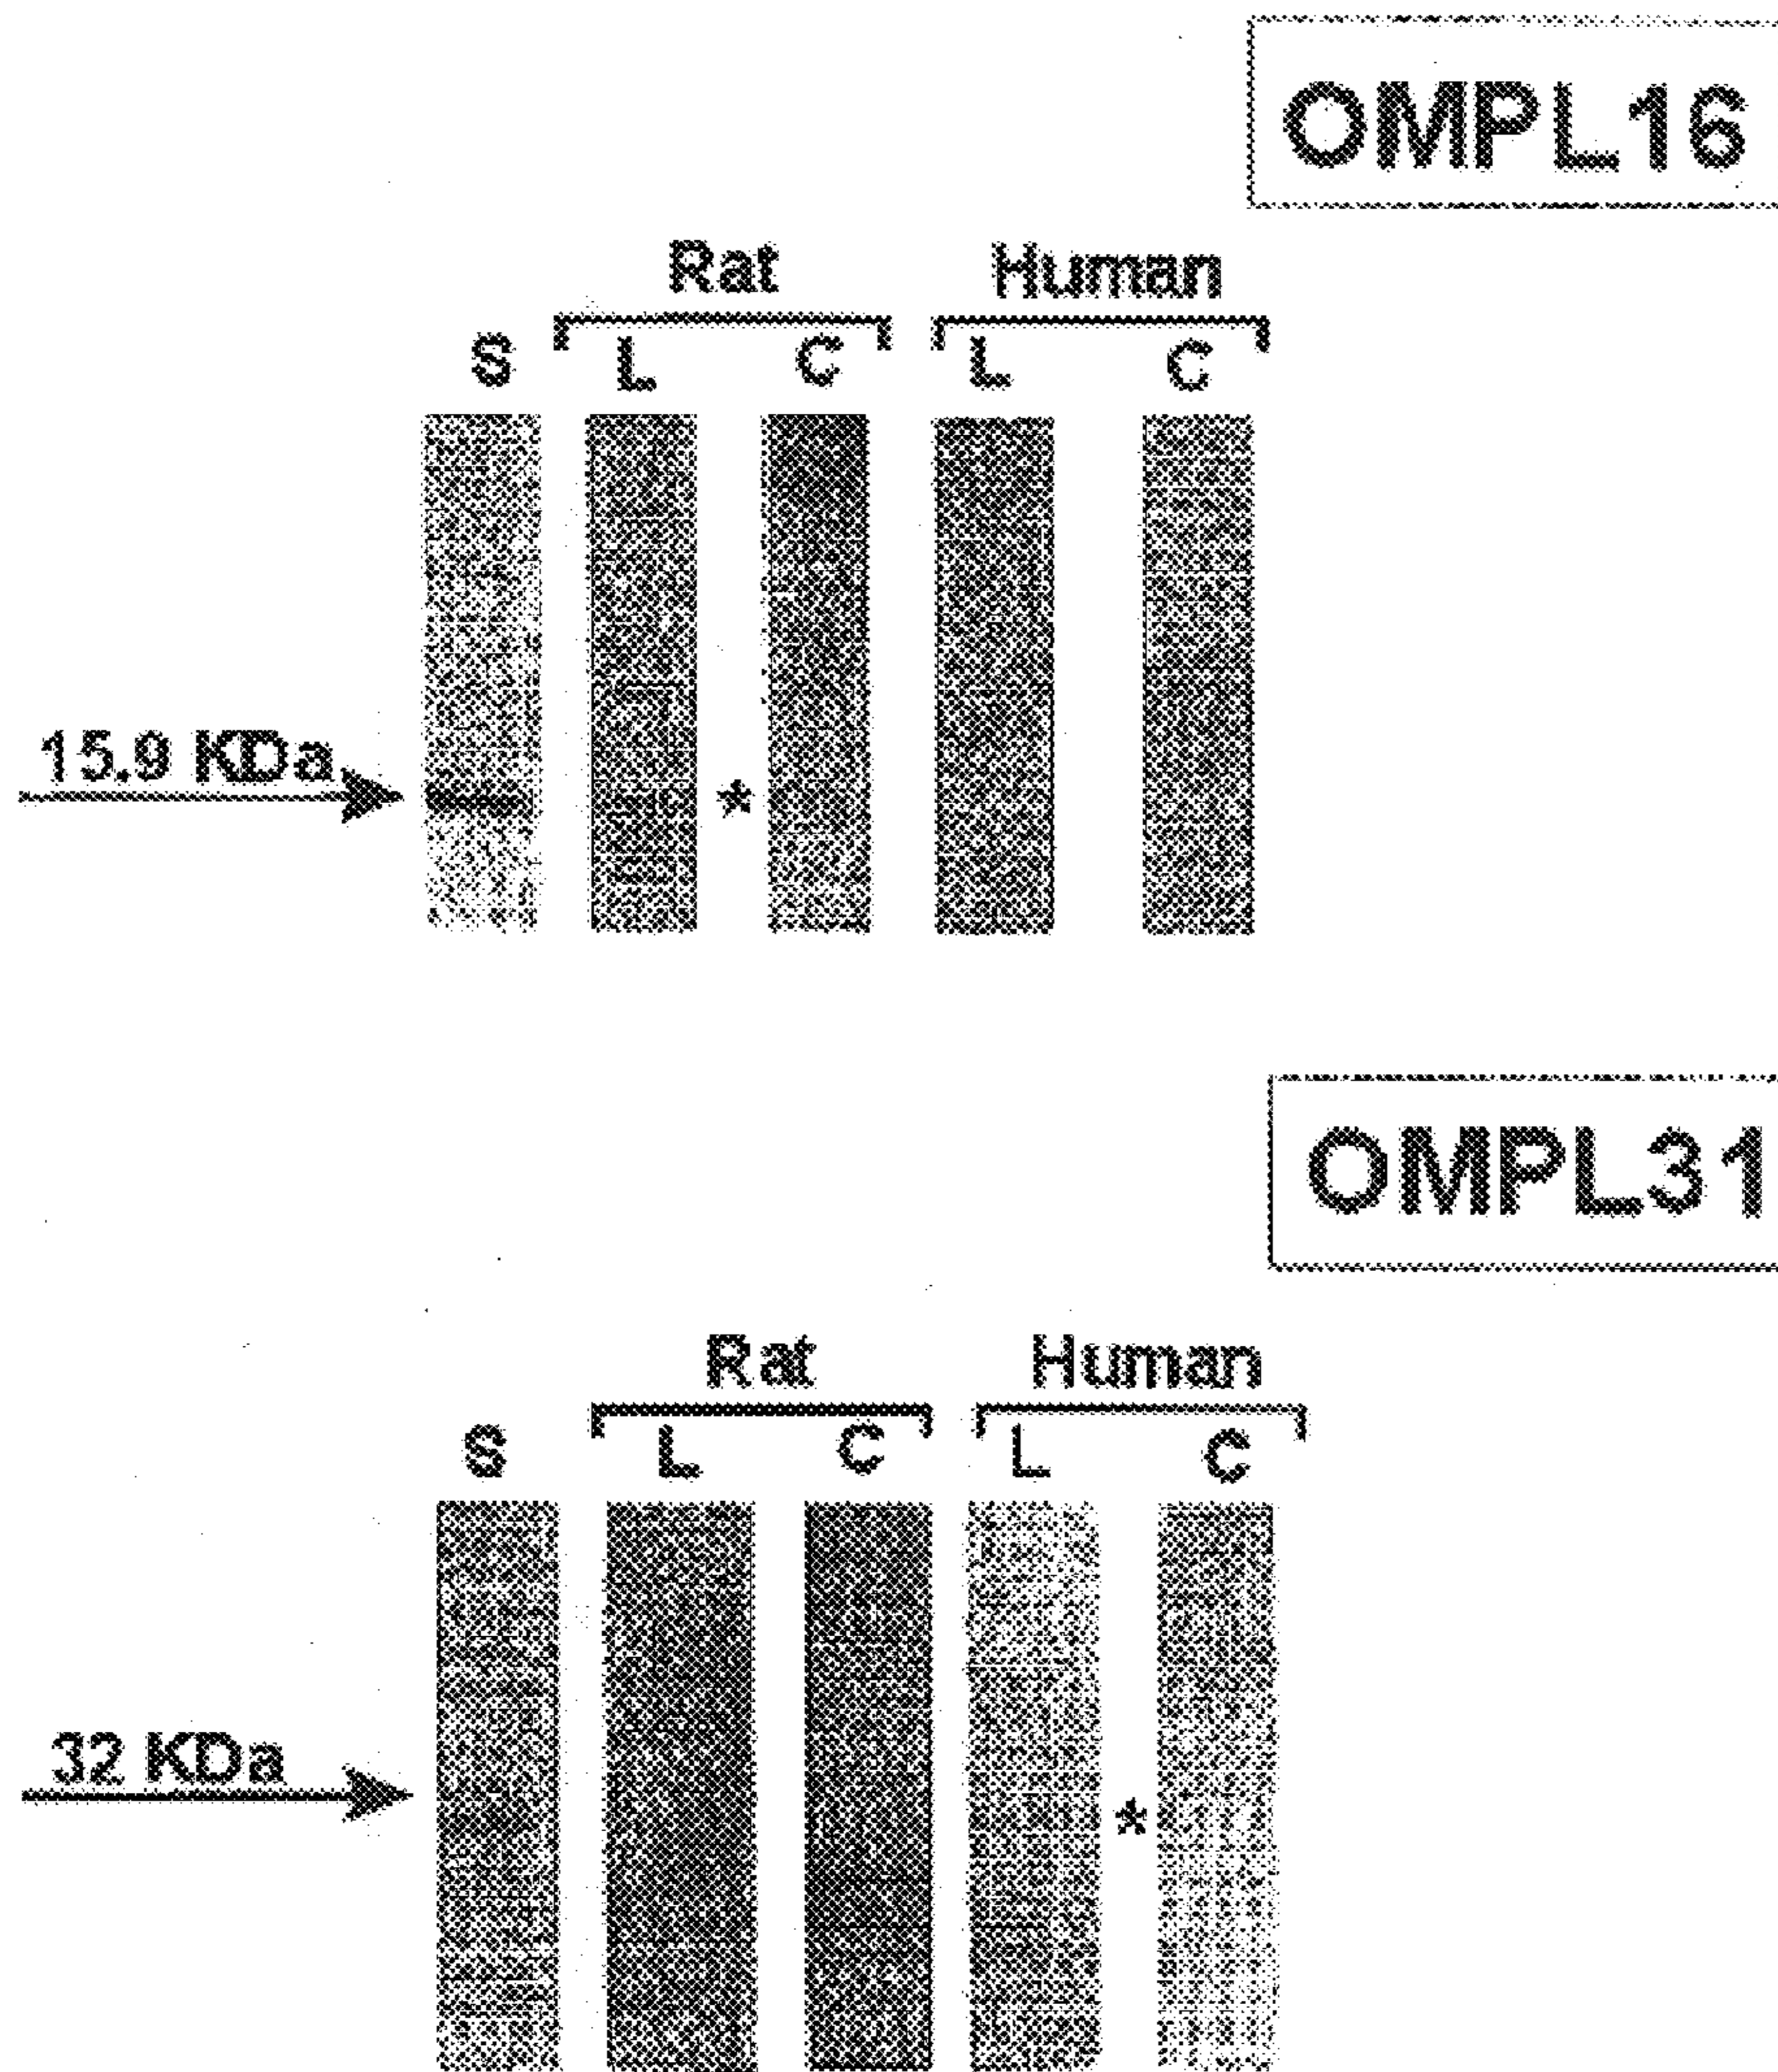 OMPL16
Rat Human
S L C L C
15.9 KDa
*
OMPL31
Rat Human
S L C L C
32 KDa
*